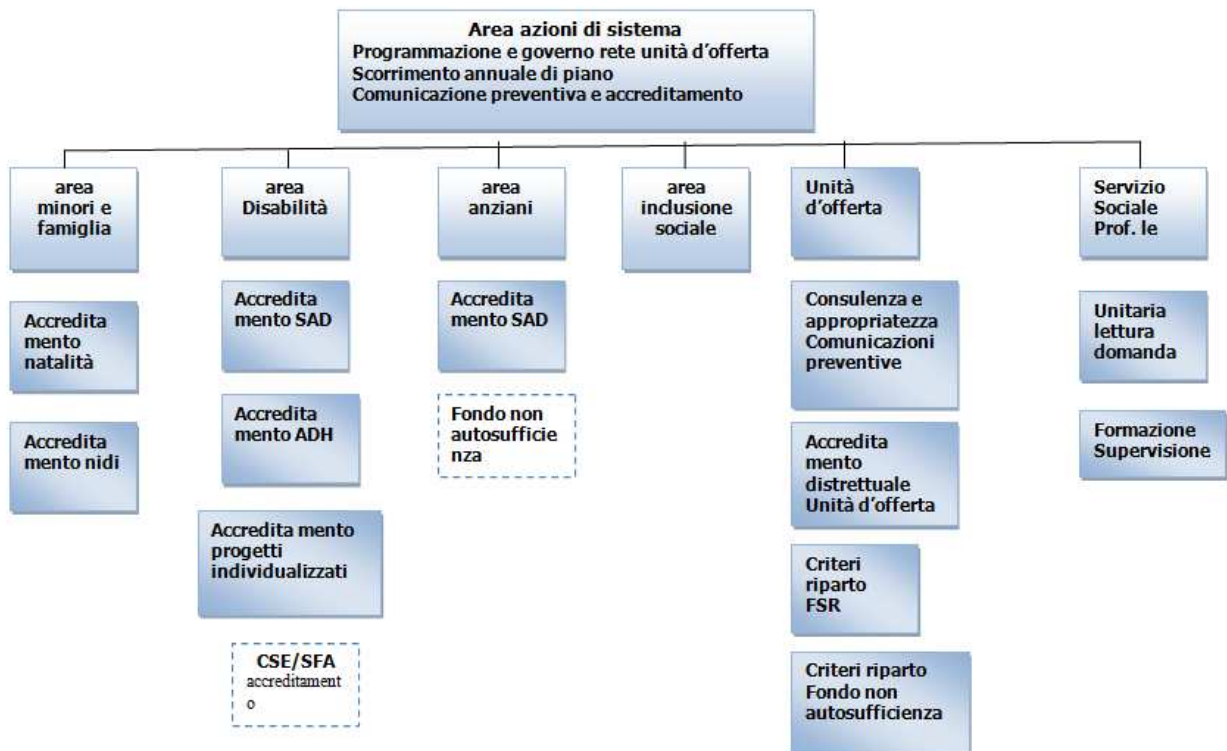 Area azioni di sistema
Programmazione e governo rete unità d'offerta
Scorrimento annuale di piano
Comunicazione preventiva e accreditamento
area
minori e
famiglia
area
Disabilità
area
anziani
area
inclusione
sociale
Unità
d'offerta
Servizio
Sociale
Prof. le
Accredita
mento
natalità
Accredita
mento nidi
Accredita
mento SAD
Accredita
mento ADH
Accredita mento
progetti
individualizzati
CSE/SFA
accreditament
o
Accredita
mento SAD
Fondo non
autosufficie
nza
Consulenza e
appropriatezza
Comunicazioni
preventive
Accredita
mento
distrettuale
Unità d'offerta
Criteri
riparto
FSR
Criteri riparto
Fondo non
autosufficienza
Unitaria
lettura
domanda
Formazione
Supervisione